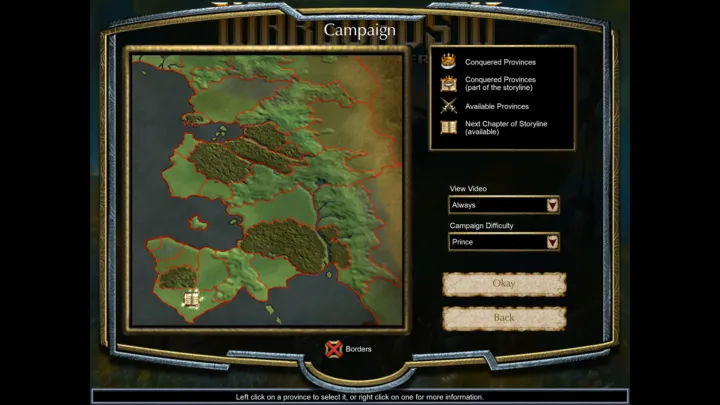 Campaign
Conquered Provinces
Conquered Provinces
(part of the storyline)
Available Provinces
Next Chapter of Storyline
(available)
View Video
Always
Campaign Difficulty
Prince
Okay
Back
Borders
Left click on a province to select it, or right click on one for more information.